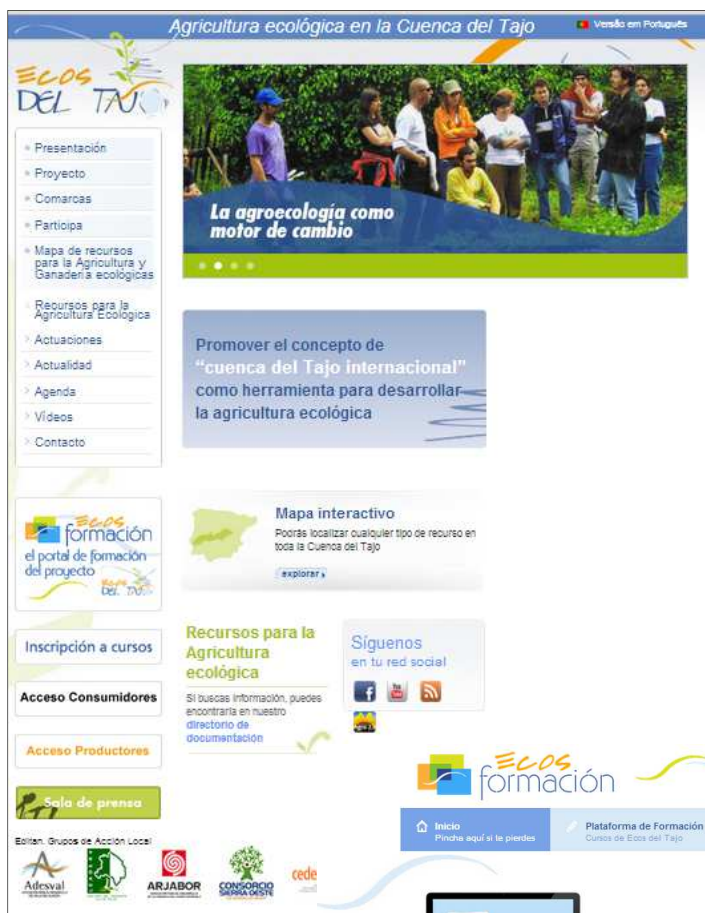 Agricultura ecológica en la Cuenca del Tajo
Versão em Português
ECOS
DEL TAJO
Presentación
Proyecto
Comarcas
Participa
Mapa de recursos
para la Agricultura y
Ganadería ecológicas
Recursos para la
Agricultura Ecológica
Actuaciones
Actualidad
Agenda
Vídeos
Contacto
La agroecología como
motor de cambio
Promover el concepto de
"cuenca del Tajo internacional"
como herramienta para desarrollar
la agricultura ecológica
Ecos
formación
el portal de formación
del proyecto
ECOS
DEL TAJO
Mapa interactivo
Podrás localizar cualquier tipo de recurso en
toda la Cuenca del Tajo
explorar
Inscripción a cursos
Acceso Consumidores
Acceso Productores
Sala de prensa
Recursos para la
Agricultura
ecológica
Si buscas información, puedes
encontrarla en nuestro
directorio de
documentación
Síguenos
en tu red social
You
Tube
Ecos
formación
Inicio
Pincha aquí si te pierdes
Plataforma de Formación
Cursos de Ecos del Tajo
Editan. Grupos de Acción Local
Adesval
ARJABOR
CONSORCIO
SIERRA OESTE
cede